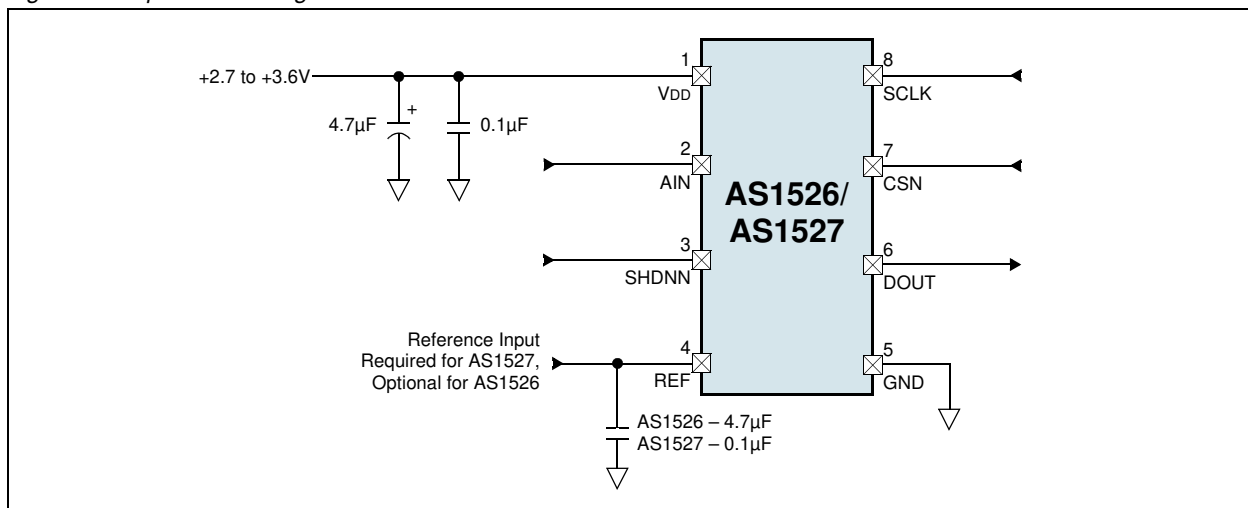 +2.7 to +3.6V
4.7µF
+
0.1µF
1
VDD
2
AIN
3
SHDNN
Reference Input
Required for AS1527,
Optional for AS1526
4
REF
AS1526 – 4.7µF
AS1527 – 0.1µF
AS1526/
AS1527
8
SCLK
7
CSN
6
DOUT
5
GND